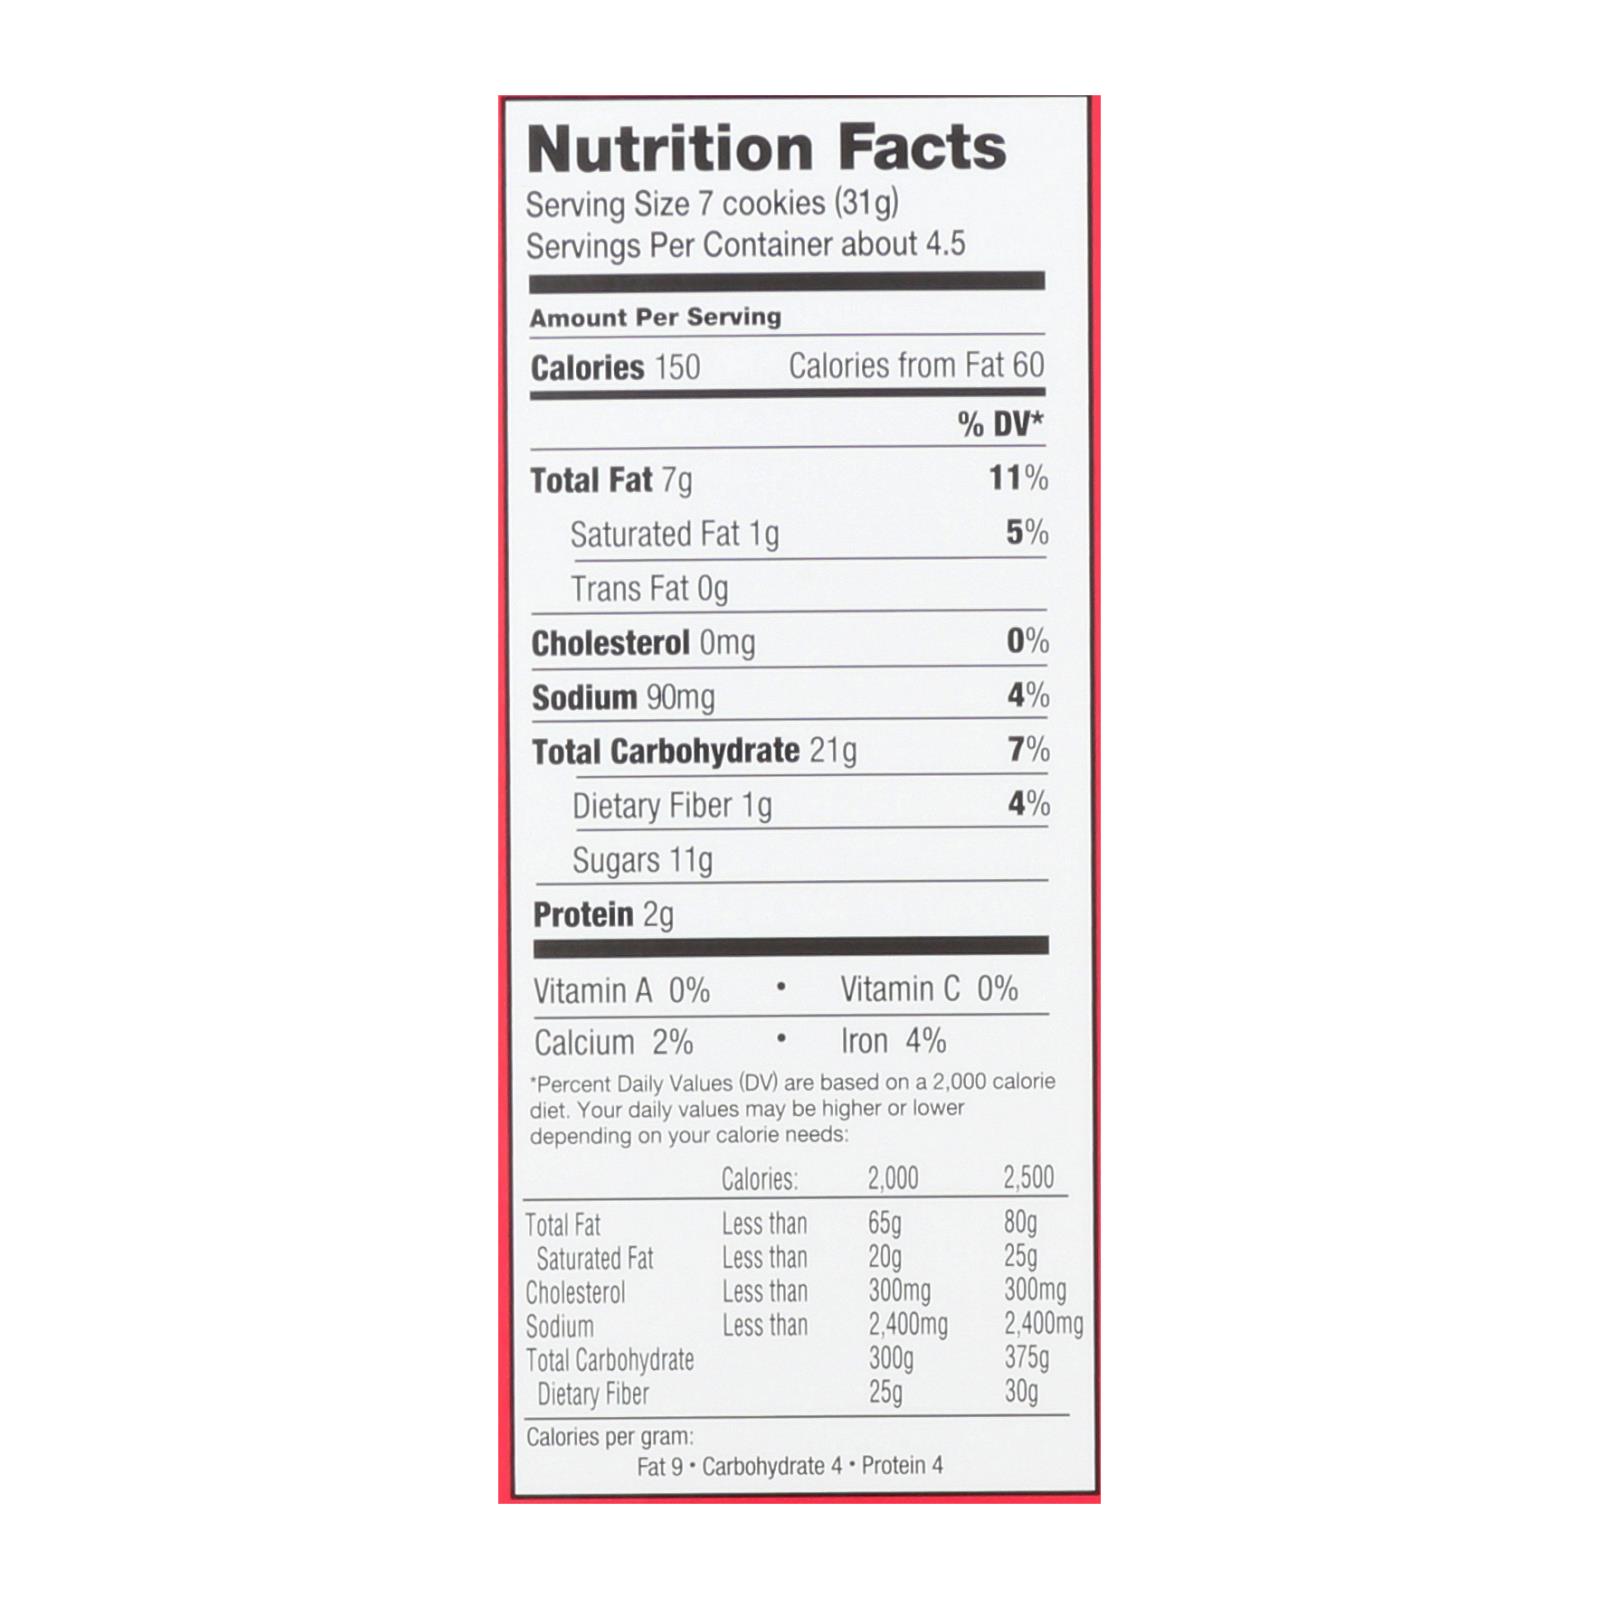 Nutrition Facts
Serving Size 7 cookies (31g)
Servings Per Container about 4.5
Amount Per Serving
Calories 150 Calories from Fat 60
% DV*
Total Fat 7g 11%
Saturated Fat 1g 5%
Trans Fat 0g
Cholesterol 0mg 0%
Sodium 90mg 4%
Total Carbohydrate 21g 7%
Dietary Fiber 1g 4%
Sugars 11g
Protein 2g
Vitamin A 0% • Vitamin C 0%
Calcium 2% • Iron 4%
*Percent Daily Values (DV) are based on a 2,000 calorie
diet. Your daily values may be higher or lower
depending on your calorie needs:
Calories: 2,000 2,500
Total Fat Less than 65g 80g
Saturated Fat Less than 20g 25g
Cholesterol Less than 300mg 300mg
Sodium Less than 2,400mg 2,400mg
Total Carbohydrate 300g 375g
Dietary Fiber 25g 30g
Calories per gram:
Fat 9 • Carbohydrate 4 • Protein 4